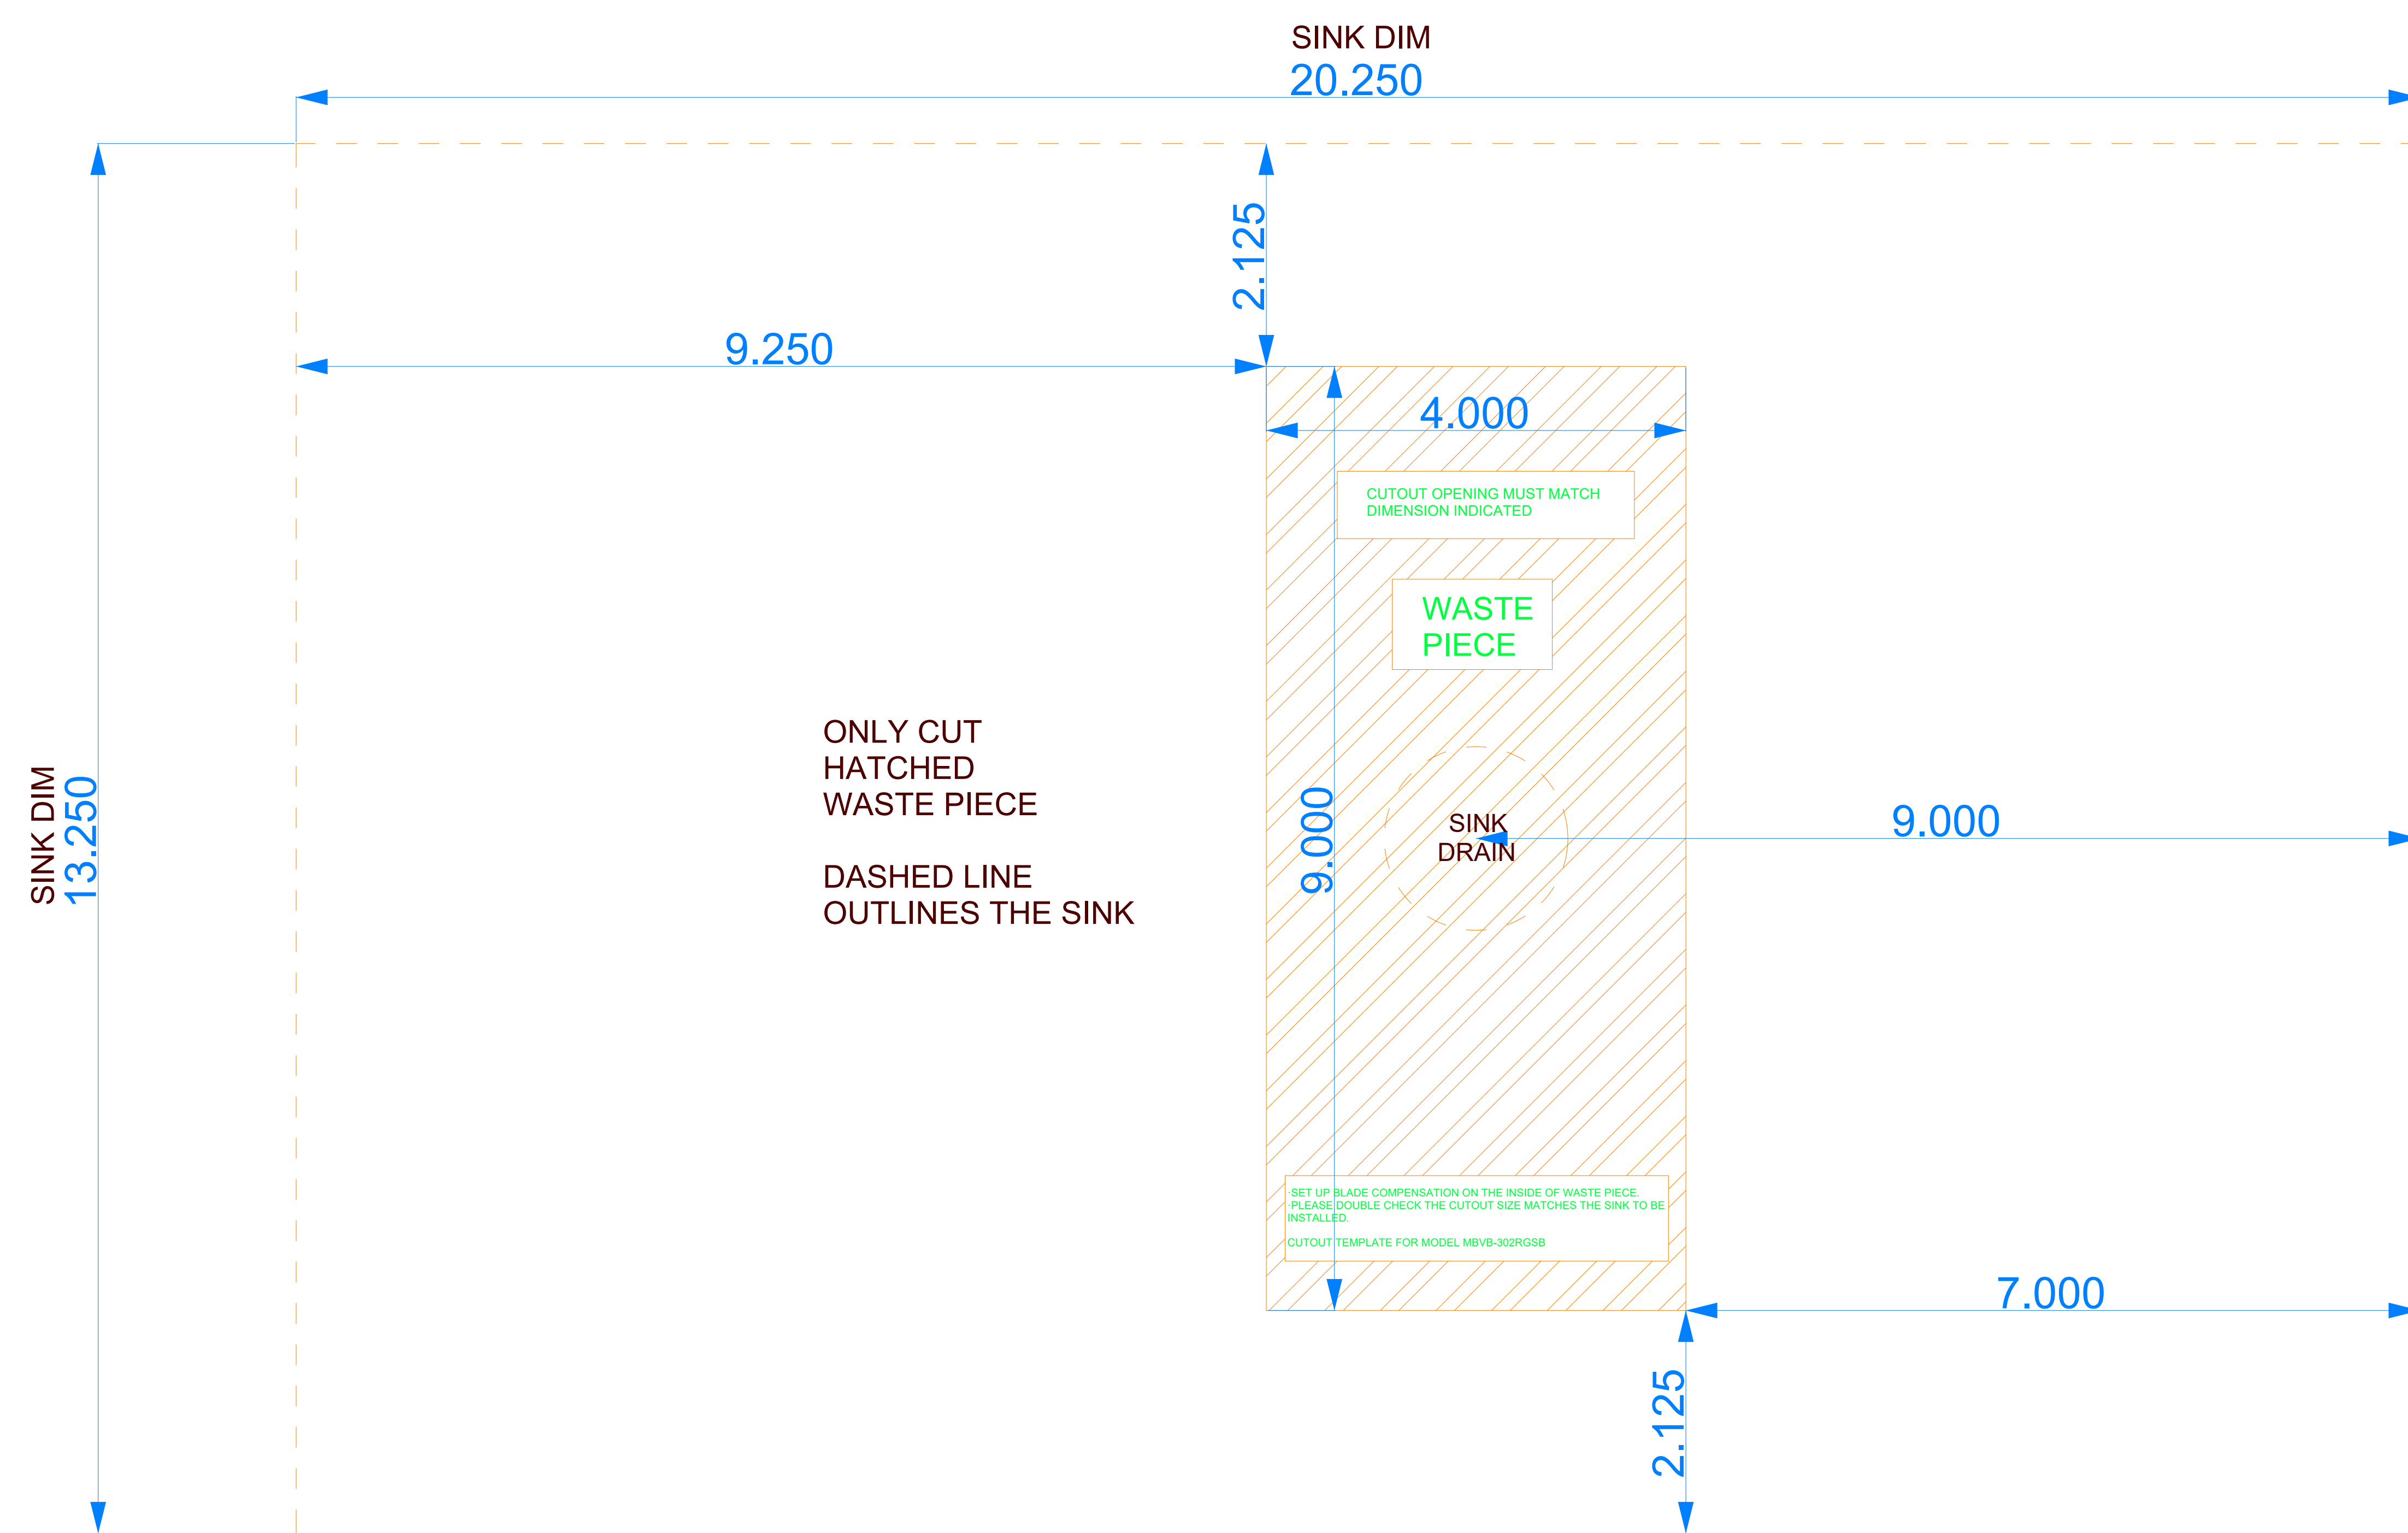 SINK DIM
20.250
2.125
9.250
4.000
CUTOUT OPENING MUST MATCH
DIMENSION INDICATED
WASTE
PIECE
ONLY CUT
HATCHED
WASTE PIECE
DASHED LINE
OUTLINES THE SINK
SINK DIM
13.250
9.000
SINK
DRAIN
9.000
·SET UP BLADE COMPENSATION ON THE INSIDE OF WASTE PIECE.
·PLEASE DOUBLE CHECK THE CUTOUT SIZE MATCHES THE SINK TO BE
INSTALLED.
CUTOUT TEMPLATE FOR MODEL MBVB-302RGSB
7.000
2.125